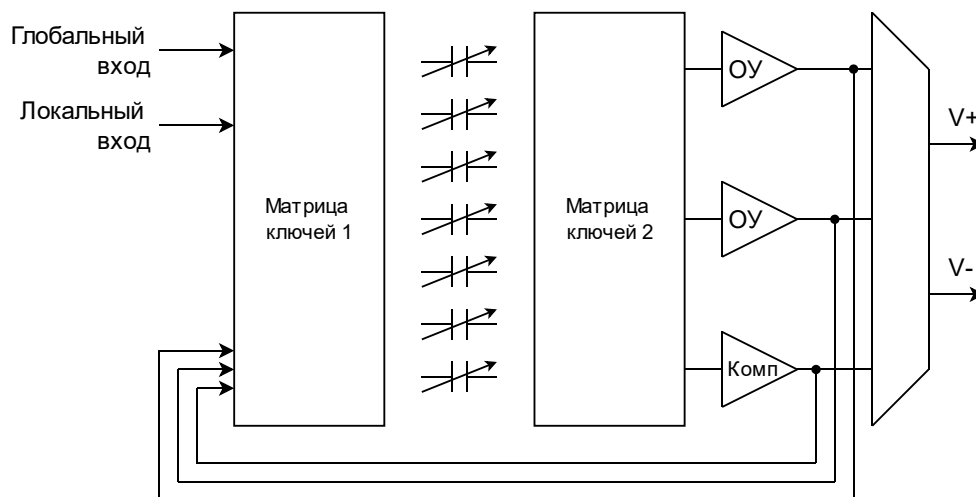 Глобальный
вход
Локальный
вход
Матрица
ключей 1
Матрица
ключей 2
ОУ
ОУ
Комп
V+
V-